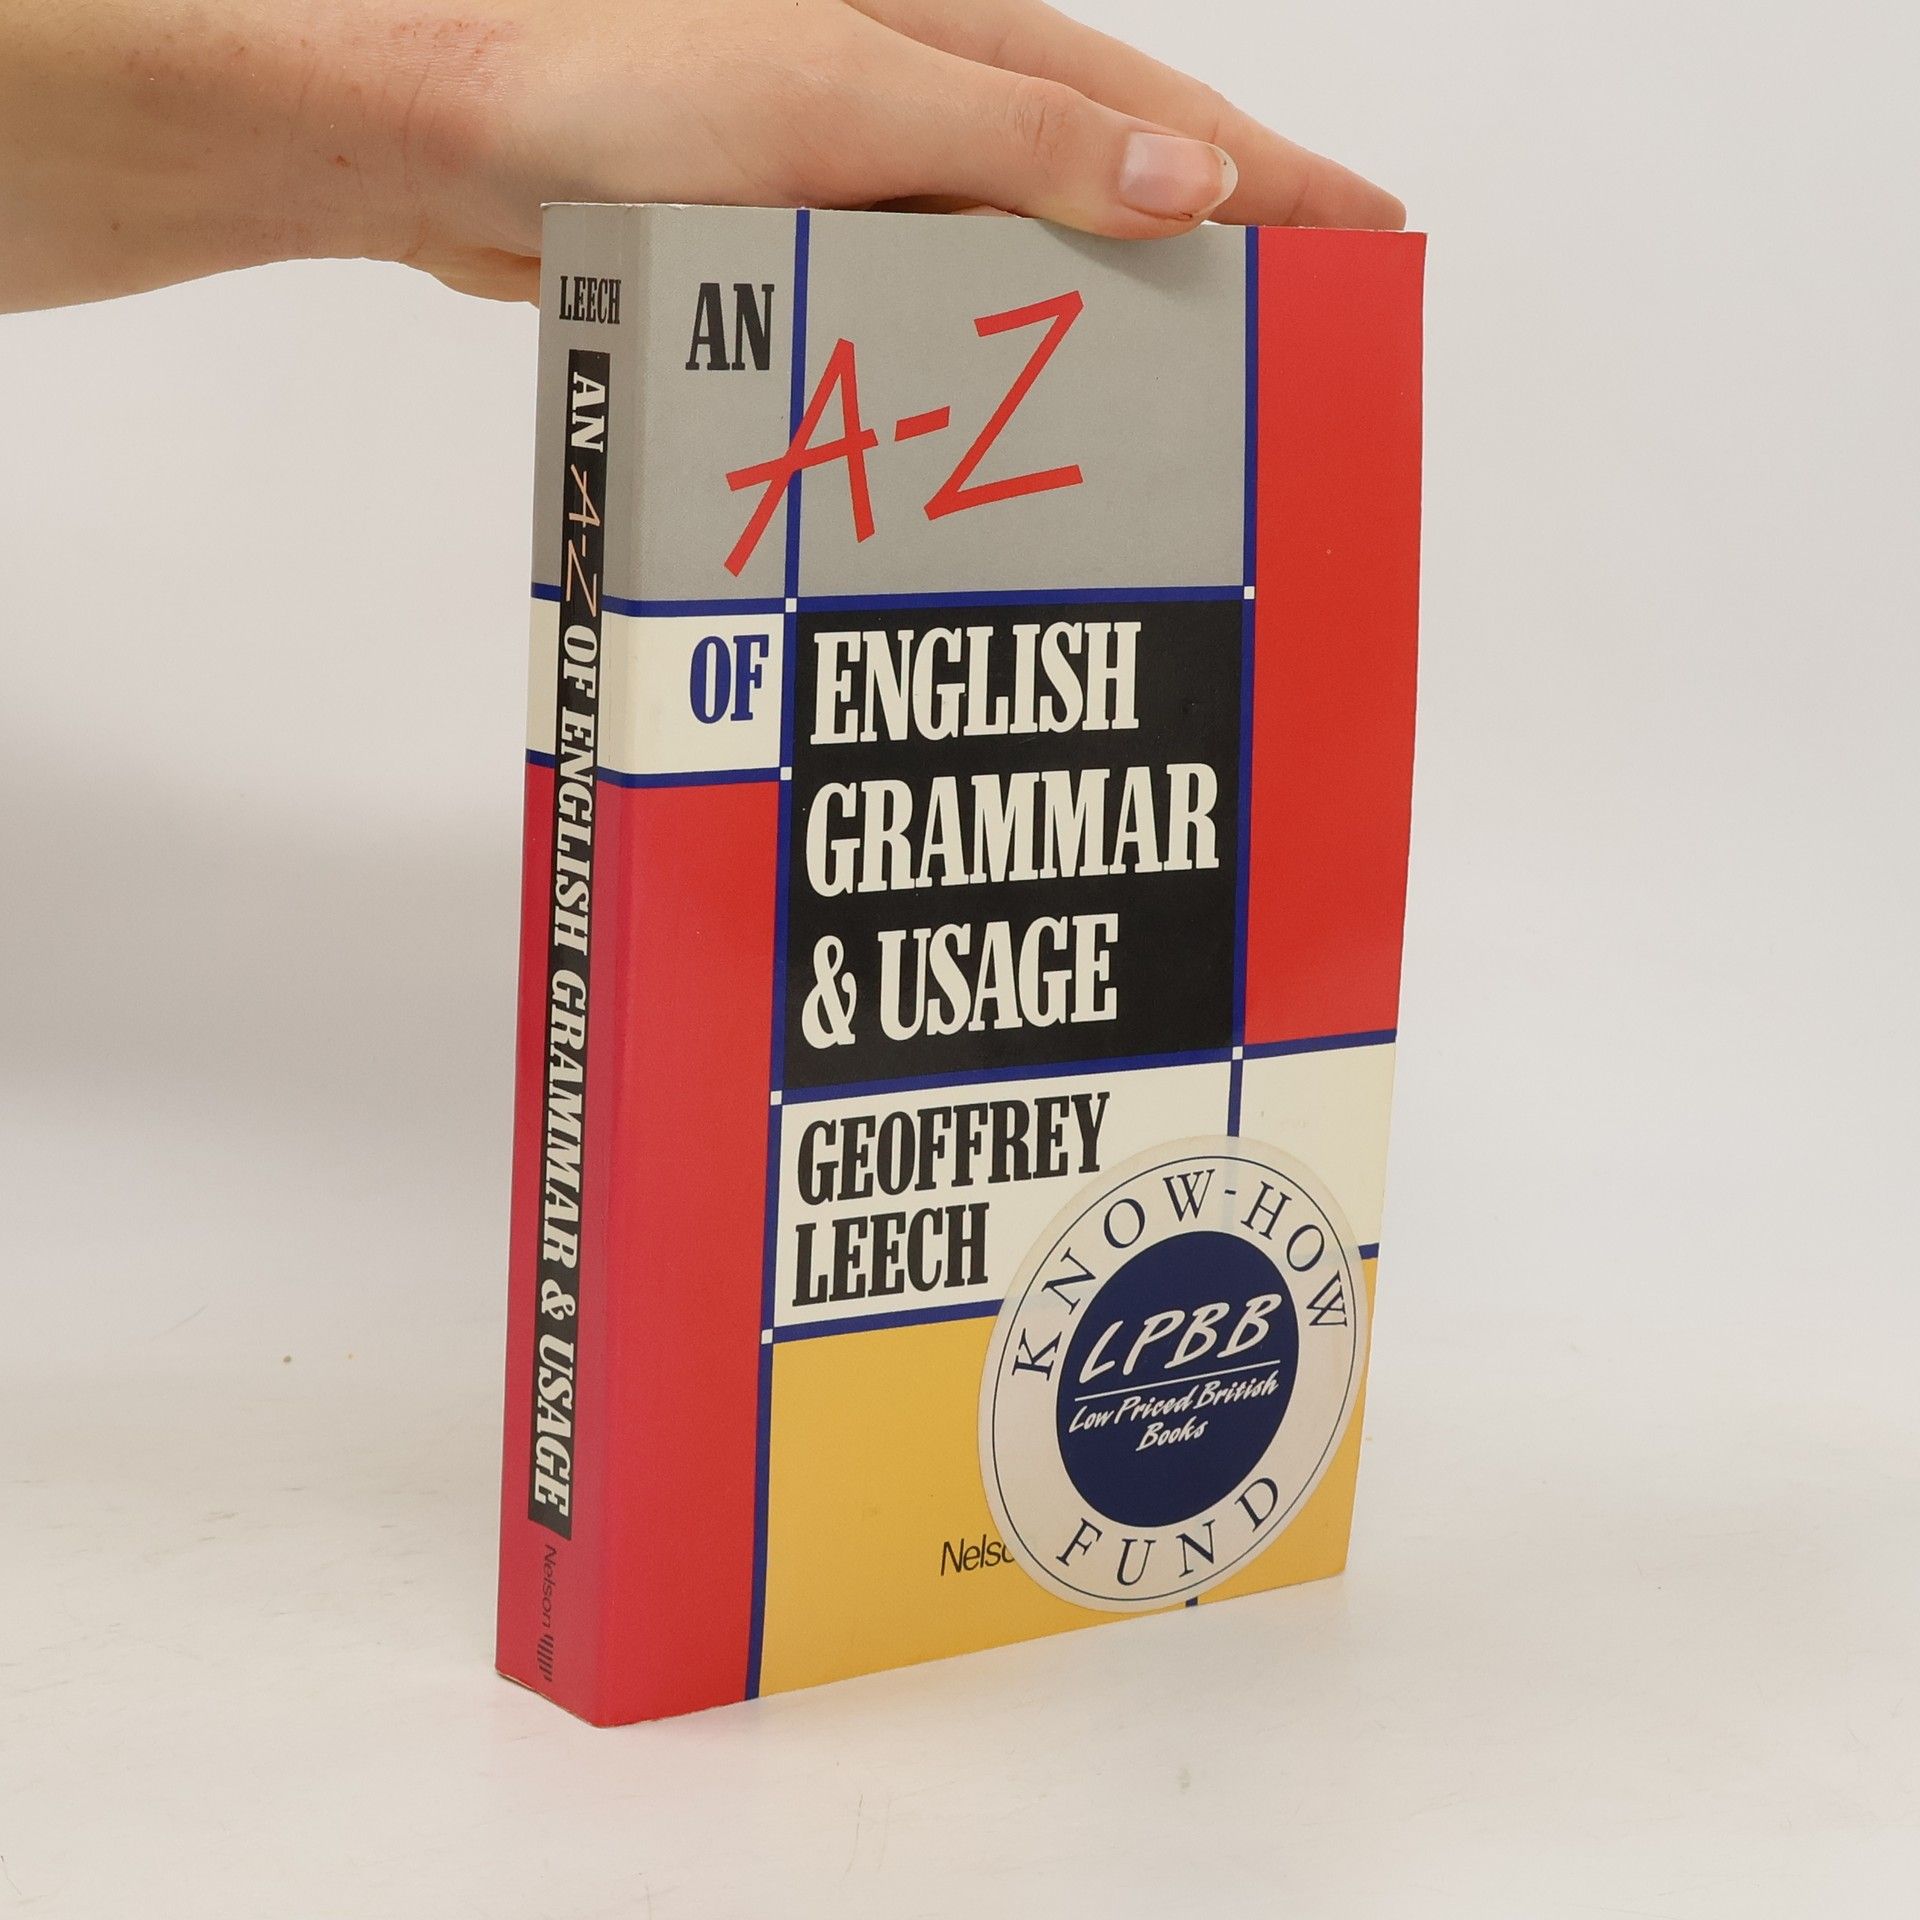 LEECH
AN A-Z OF ENGLISH GRAMMAR & USAGE
Nelson
AN
A-Z
OF
ENGLISH
GRAMMAR
& USAGE
GEOFFREY
LEECH
KNOW-HOW
LPBB
Low Priced British
Books
FUND